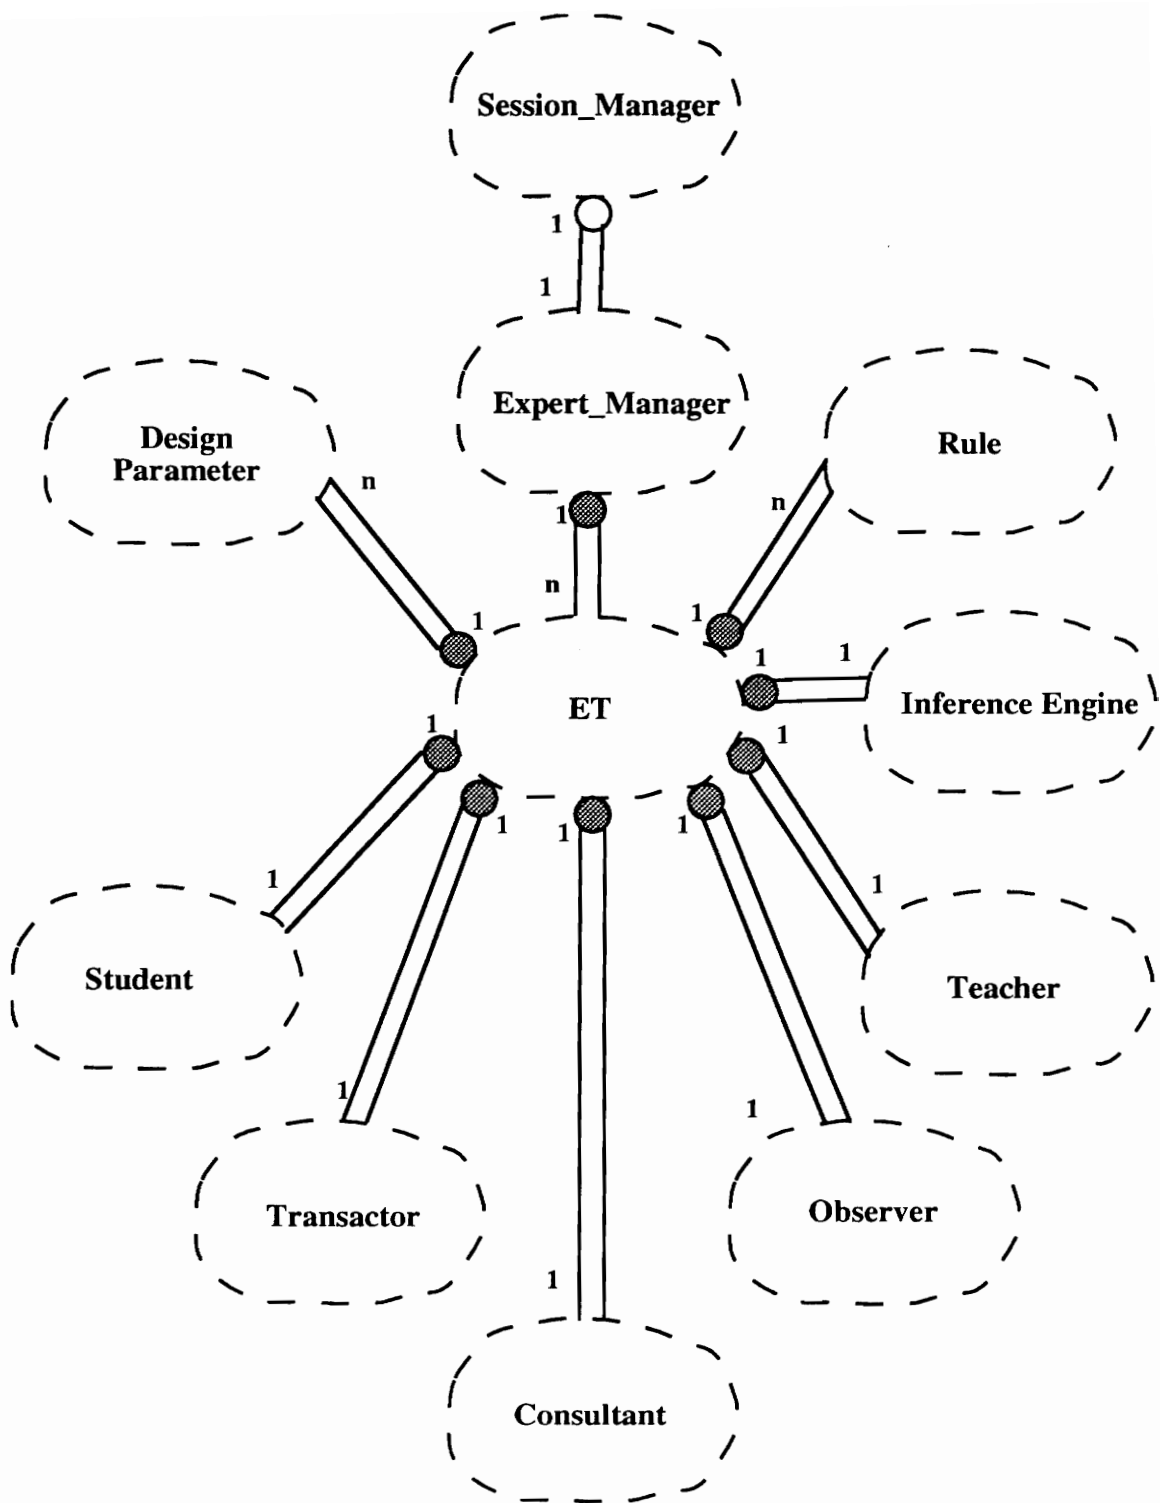 Session_Manager
1
1
Expert_Manager
Design
Parameter
n
Rule
n
1
n
1
1
1
1
ET
Inference Engine
1
1
1
1
1
1
1
Student
Teacher
1
1
Transactor
Observer
1
Consultant